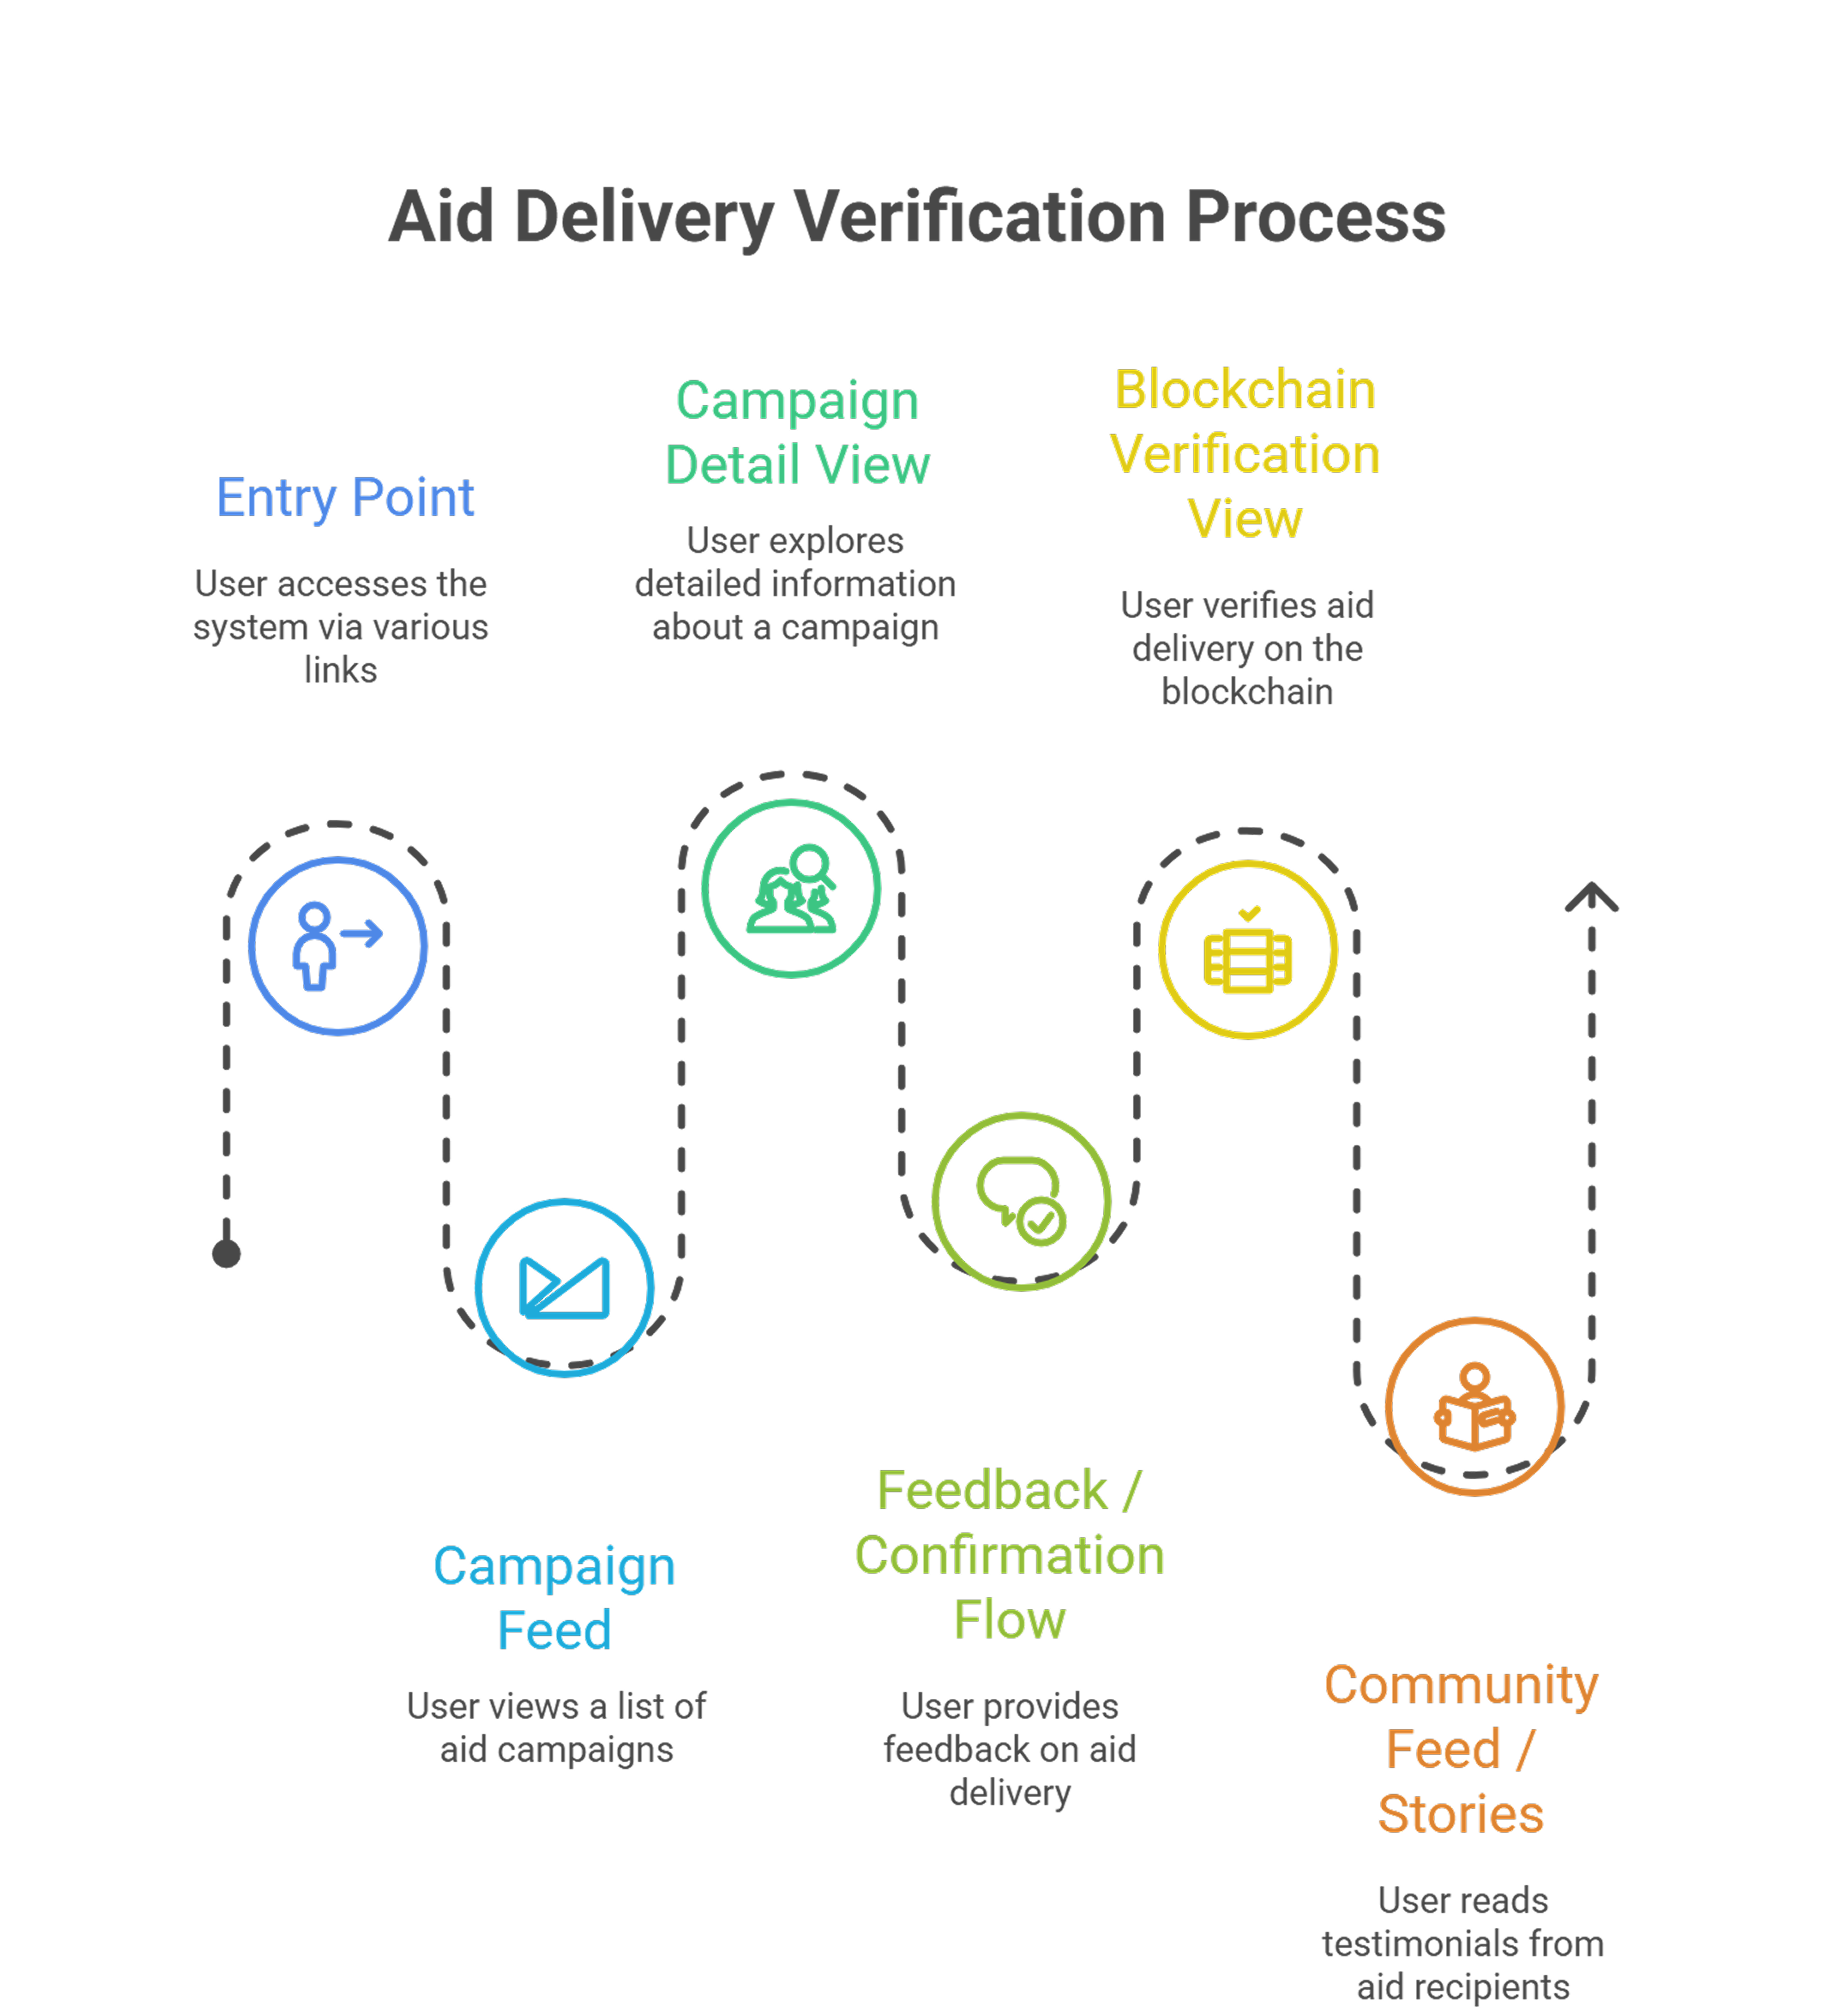 Aid Delivery Verification Process
Entry Point
User accesses the
system via various
links
Campaign
Feed
User views a list of
aid campaigns
Campaign
Detail View
User explores
detailed information
about a campaign
Feedback /
Confirmation
Flow
User provides
feedback on aid
delivery
Blockchain
Verification
View
User verifies aid
delivery on the
blockchain
Community
Feed /
Stories
User reads
testimonials from
aid recipients